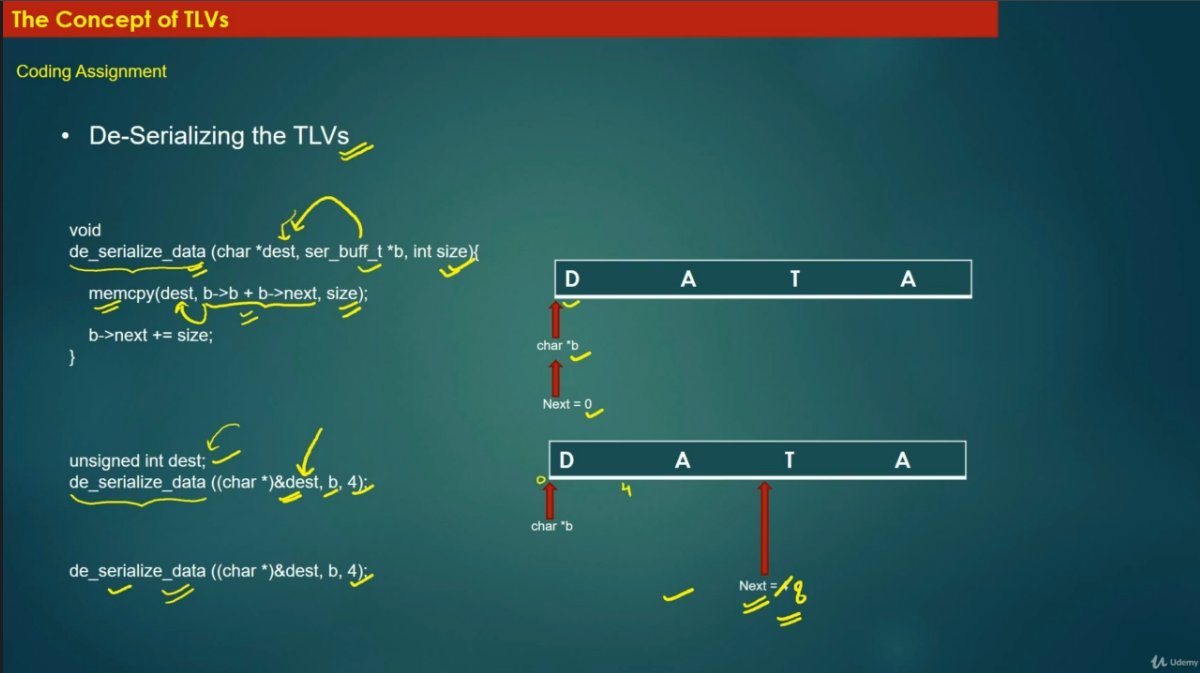 The Concept of TLVs
Coding Assignment
• De-Serializing the TLVs
void
de_serialize_data (char *dest, ser_buff_t *b, int size){
memcpy(dest, b->b + b->next, size);
b->next += size;
}
unsigned int dest;
de_serialize_data ((char *)&dest, b, 4);
de_serialize_data ((char *)&dest, b, 4);
D A T A
char *b
Next = 0
D A T A
0 4
char *b
Next = 8
Udemy